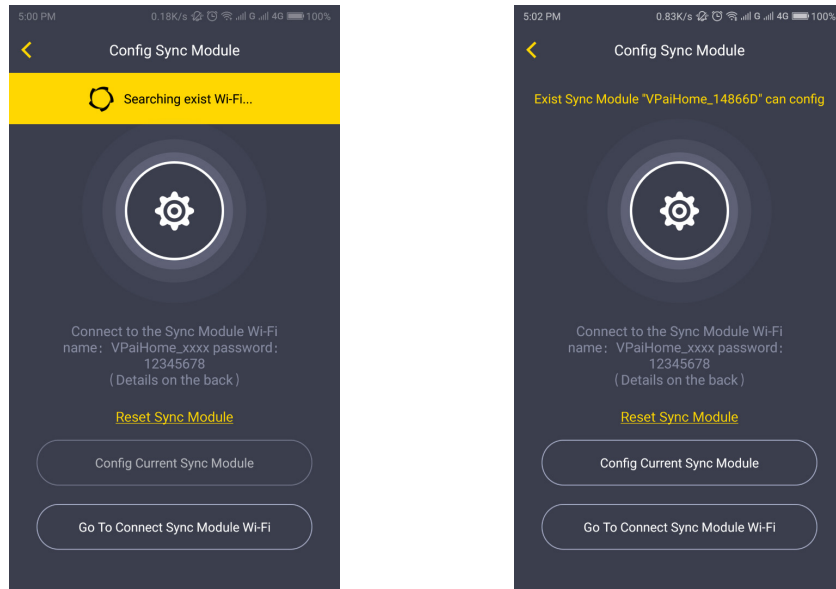 5:00 PM 0.18K/s G 4G 100%
Config Sync Module
Searching exist Wi-Fi...
Connect to the Sync Module Wi-Fi
name: VPaiHome_xxxx password:
12345678
(Details on the back)
Reset Sync Module
Config Current Sync Module
Go To Connect Sync Module Wi-Fi
5:02 PM 0.83K/s G 4G 100%
Config Sync Module
Exist Sync Module "VPaiHome_14866D" can config
Connect to the Sync Module Wi-Fi
name: VPaiHome_xxxx password:
12345678
(Details on the back)
Reset Sync Module
Config Current Sync Module
Go To Connect Sync Module Wi-Fi